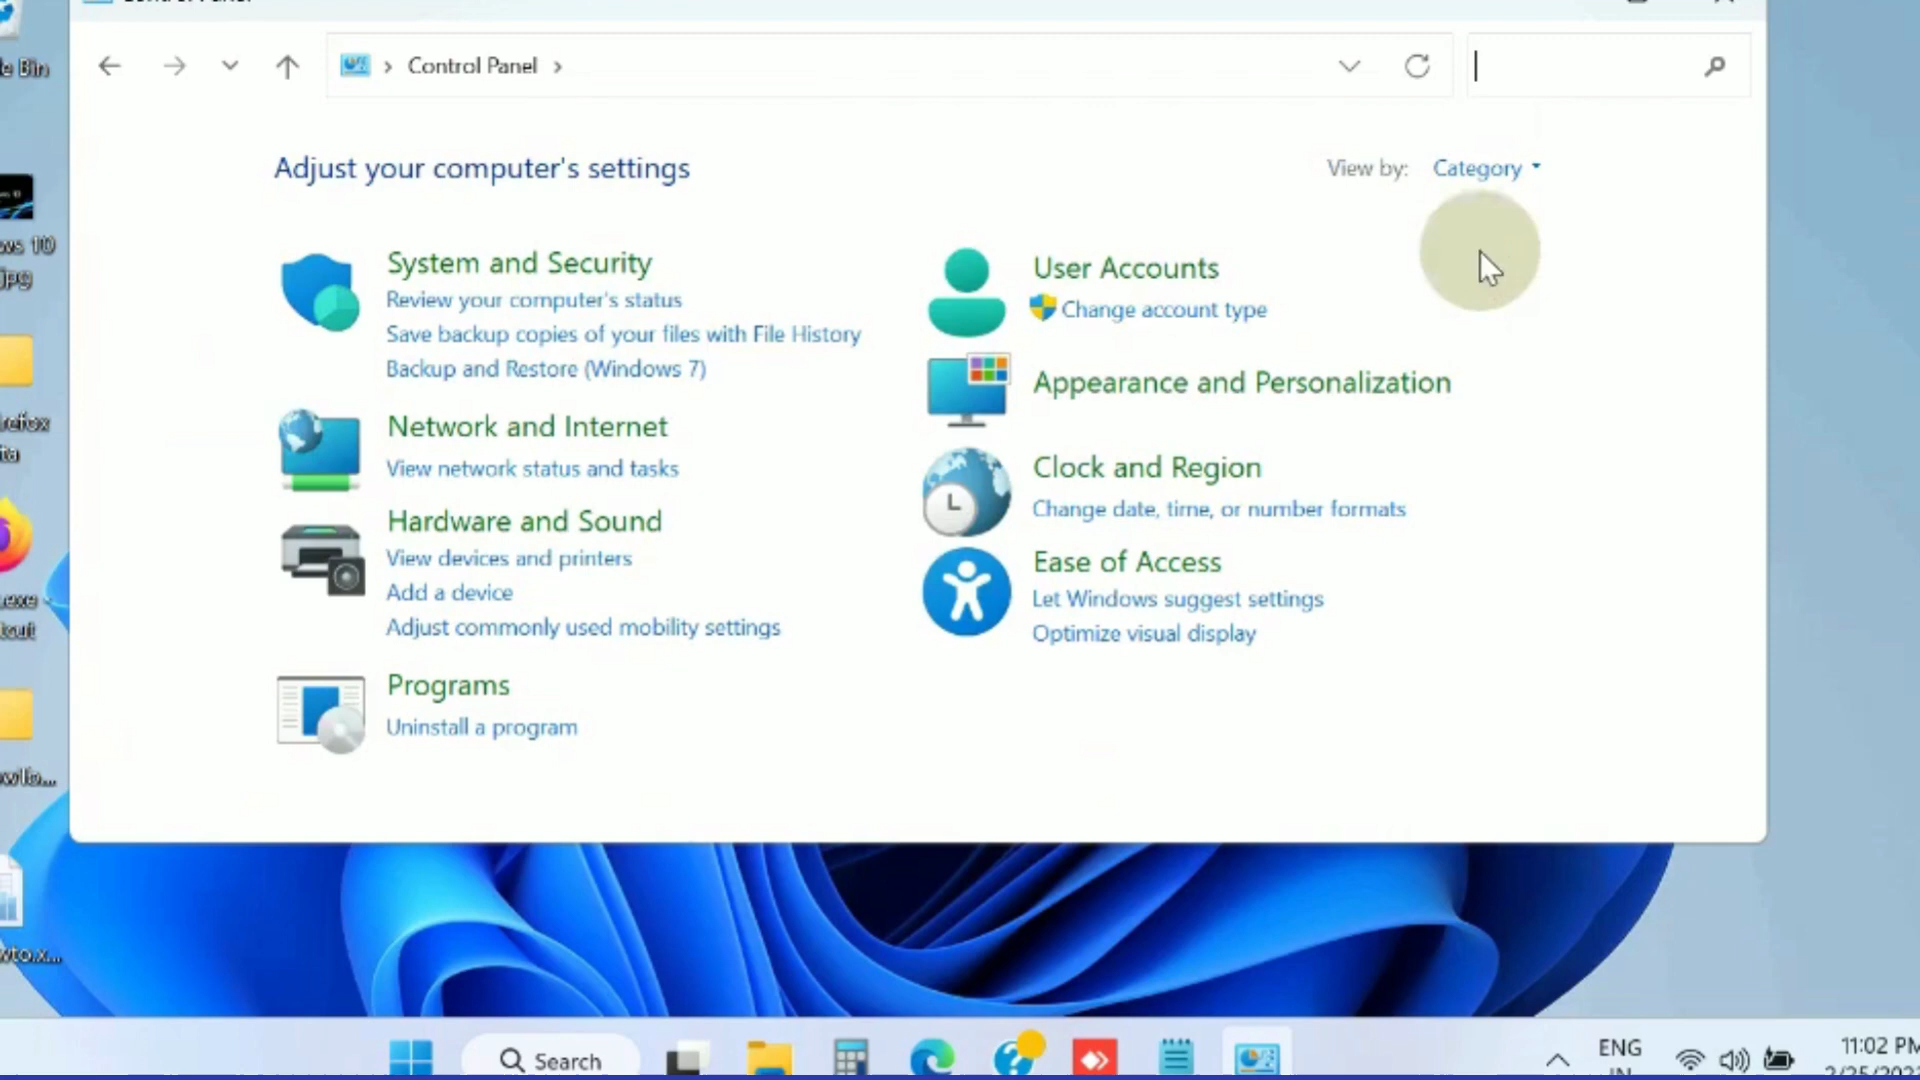 Control Panel
Adjust your computer's settings
View by: Category
System and Security
Review your computer's status
Save backup copies of your files with File History
Backup and Restore (Windows 7)
Network and Internet
View network status and tasks
Hardware and Sound
View devices and printers
Add a device
Adjust commonly used mobility settings
Programs
Uninstall a program
User Accounts
Change account type
Appearance and Personalization
Clock and Region
Change date, time, or number formats
Ease of Access
Let Windows suggest settings
Optimize visual display
Bin
10
jpg
.exe
Search
ENG
11:02 PM